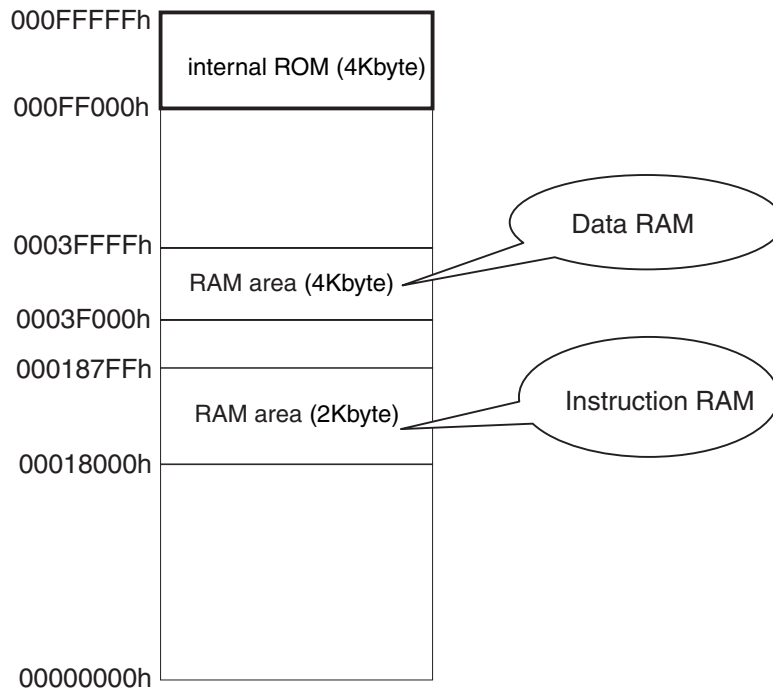 000FFFFFh
internal ROM (4Kbyte)
000FF000h
Data RAM
0003FFFFh
RAM area (4Kbyte)
0003F000h
000187FFh
Instruction RAM
RAM area (2Kbyte)
00018000h
00000000h